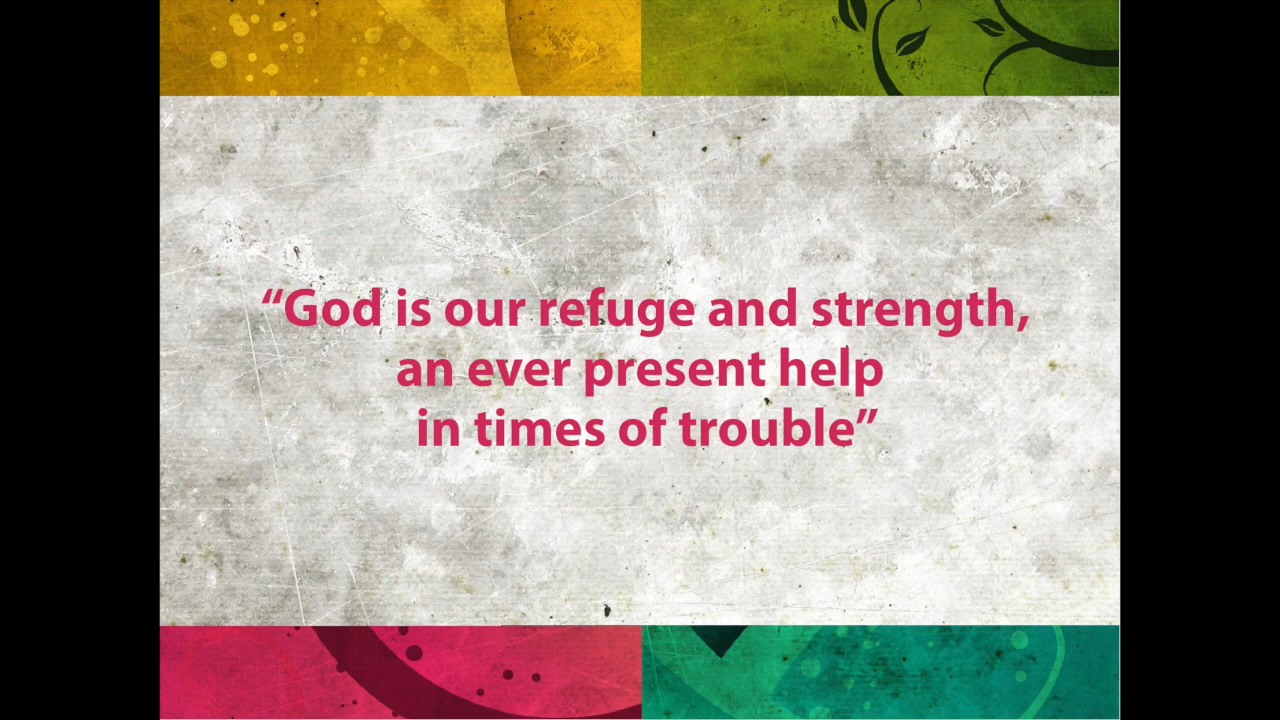 “God is our refuge and strength,
an ever present help
in times of trouble”